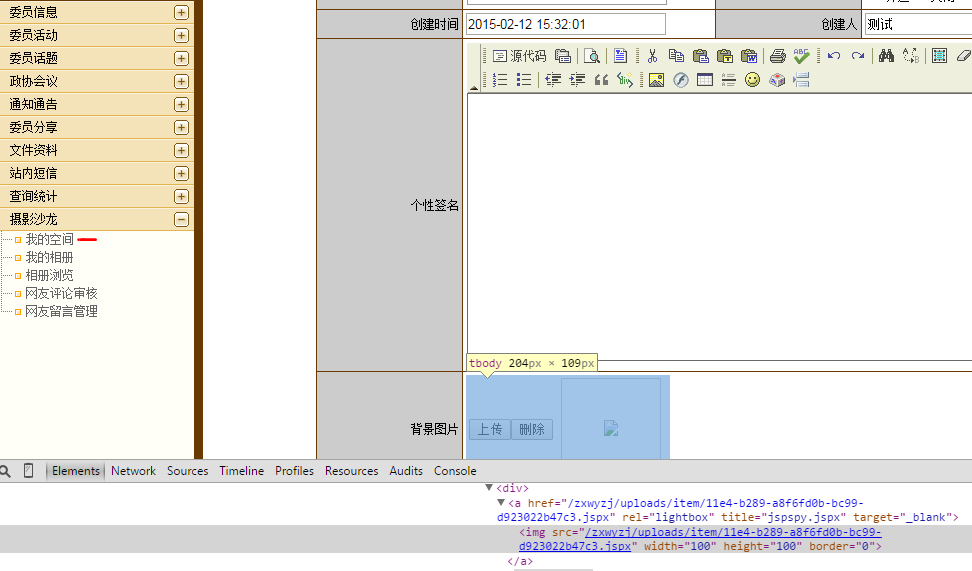 委员信息
委员活动
委员话题
政协会议
通知通告
委员分享
文件资料
站内短信
查询统计
摄影沙龙
我的空间
我的相册
相册浏览
网友评论审核
网友留言管理
创建时间 2015-02-12 15:32:01 创建人 测试
源代码
个性签名
tbody 204px × 109px
背景图片 上传 删除
Elements Network Sources Timeline Profiles Resources Audits Console
<div>
<a href="/zxwyzj/uploads/item/11e4-b289-a8f6fd0b-bc99-
d923022b47c3.jspx" rel="lightbox" title="jspspy.jspx" target="_blank">
<img src="/zxwyzj/uploads/item/11e4-b289-a8f6fd0b-bc99-
d923022b47c3.jspx" width="100" height="100" border="0">
</a>